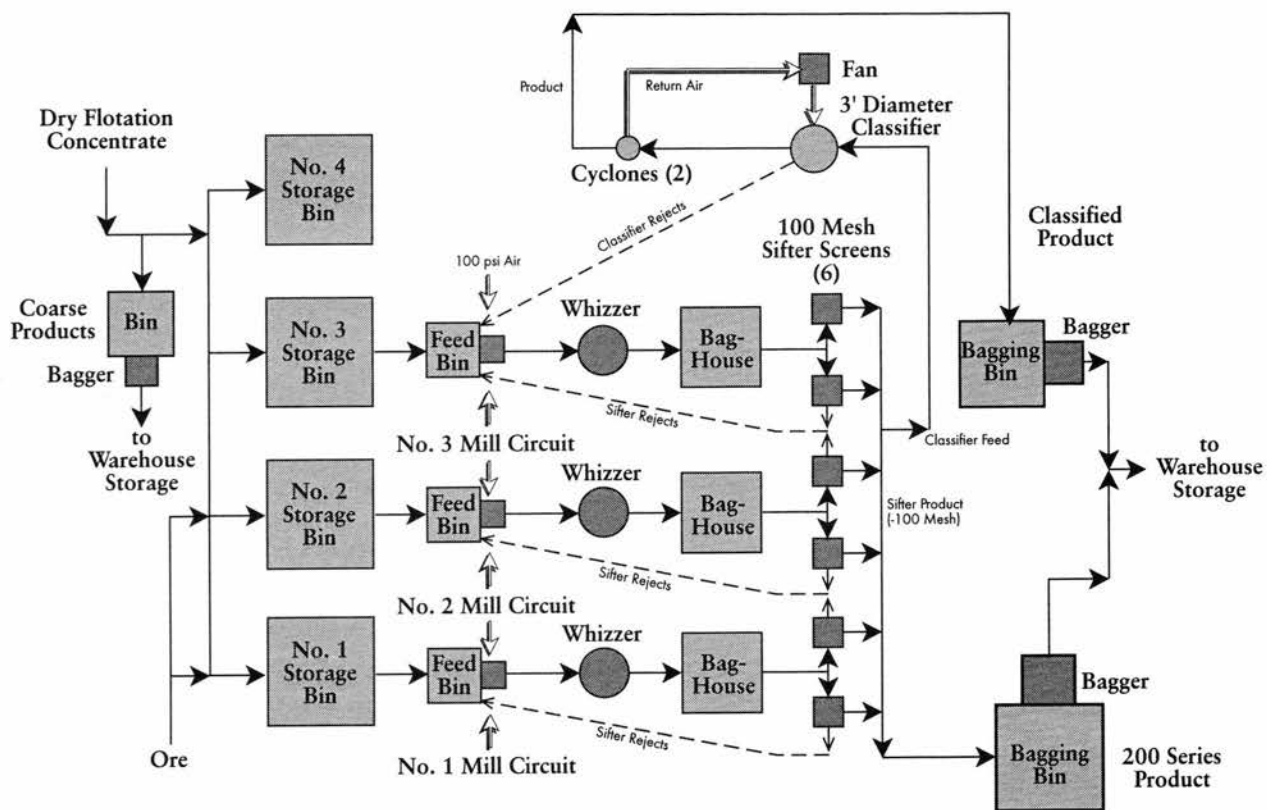 Product
Return Air
Fan
3' Diameter
Classifier
Cyclones (2)
Dry Flotation
Concentrate
No. 4
Storage
Bin
Classifier Rejects
100 Mesh
Sifter Screens
(6)
Classified
Product
100 psi Air
Coarse
Products
Bin
Bagger
to
Warehouse
Storage
No. 3
Storage
Bin
Feed
Bin
Whizzer
Bag-
House
Sifter Rejects
No. 3 Mill Circuit
Classifier Feed
Bagging
Bin
Bagger
to
Warehouse
Storage
No. 2
Storage
Bin
Feed
Bin
Whizzer
Bag-
House
Sifter Product
(-100 Mesh)
Sifter Rejects
No. 2 Mill Circuit
No. 1
Storage
Bin
Feed
Bin
Whizzer
Bag-
House
Sifter Rejects
No. 1 Mill Circuit
Ore
Bagger
Bagging
Bin
200 Series
Product